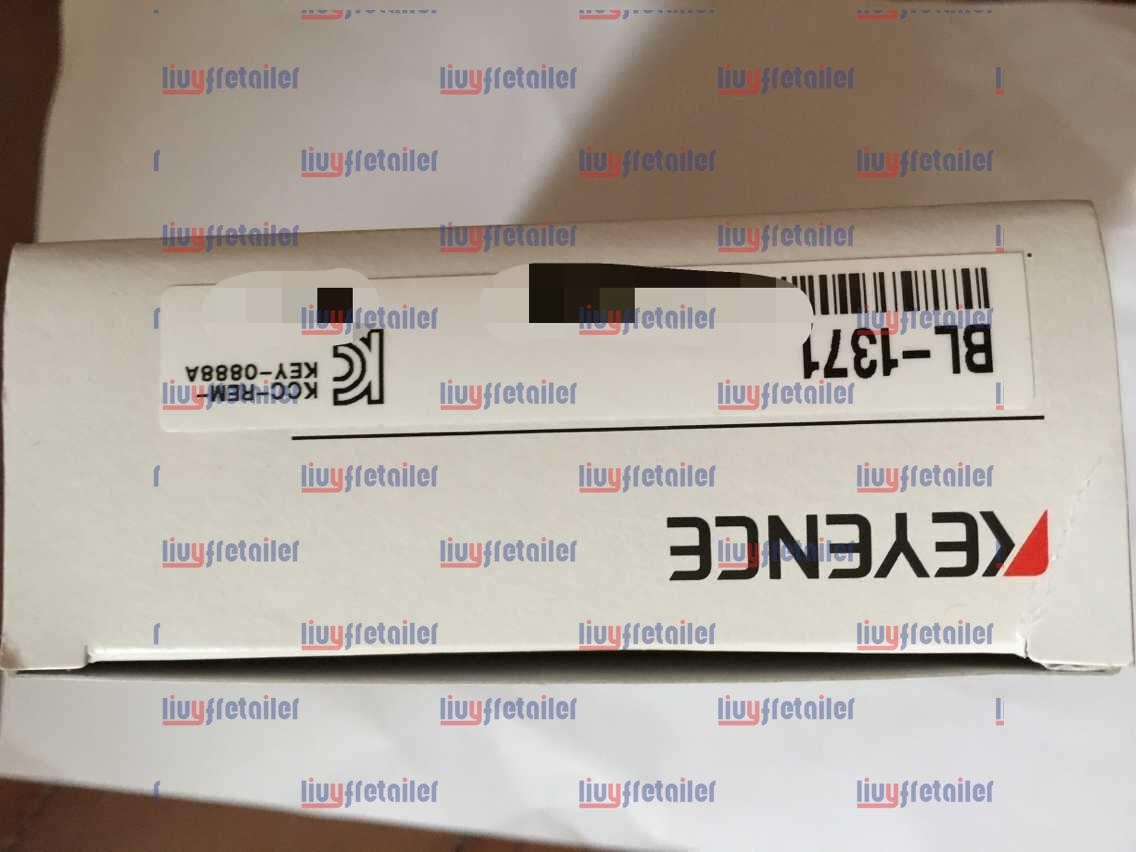 KEYENCE
BL-1371
KCC-REM-
KEY-0888A
liuyfretailer